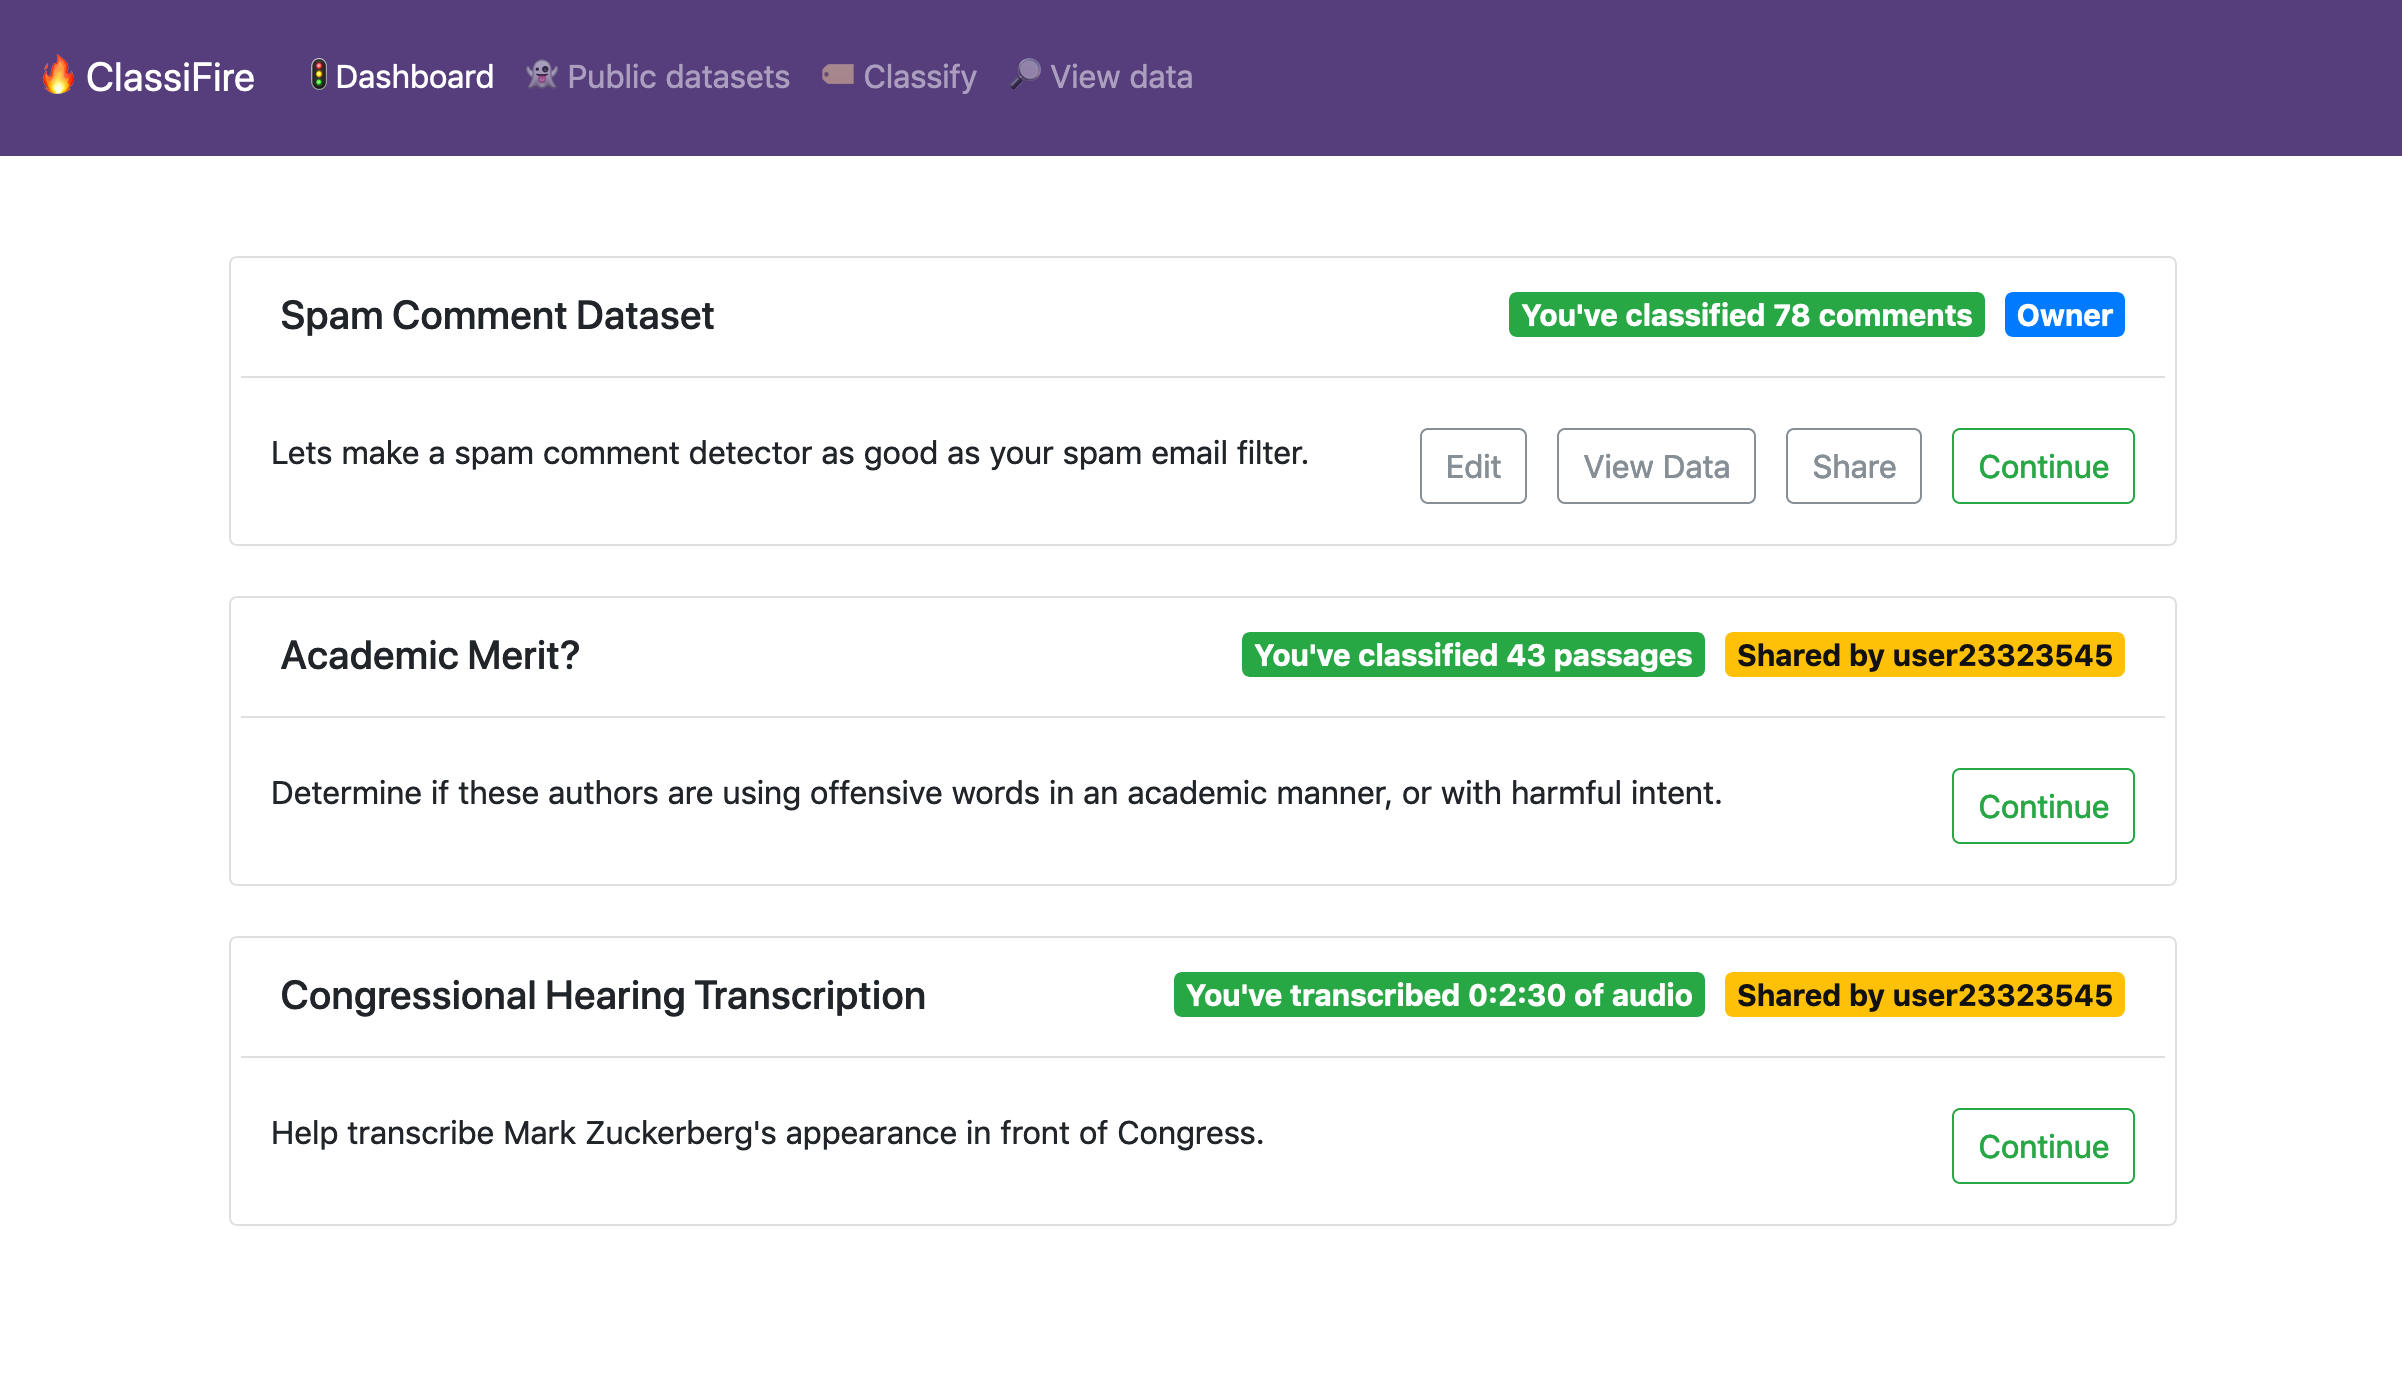 ClassiFire Dashboard Public datasets Classify View data
Spam Comment Dataset You've classified 78 comments Owner
Lets make a spam comment detector as good as your spam email filter. Edit View Data Share Continue
Academic Merit? You've classified 43 passages Shared by user23323545
Determine if these authors are using offensive words in an academic manner, or with harmful intent. Continue
Congressional Hearing Transcription You've transcribed 0:2:30 of audio Shared by user23323545
Help transcribe Mark Zuckerberg's appearance in front of Congress. Continue